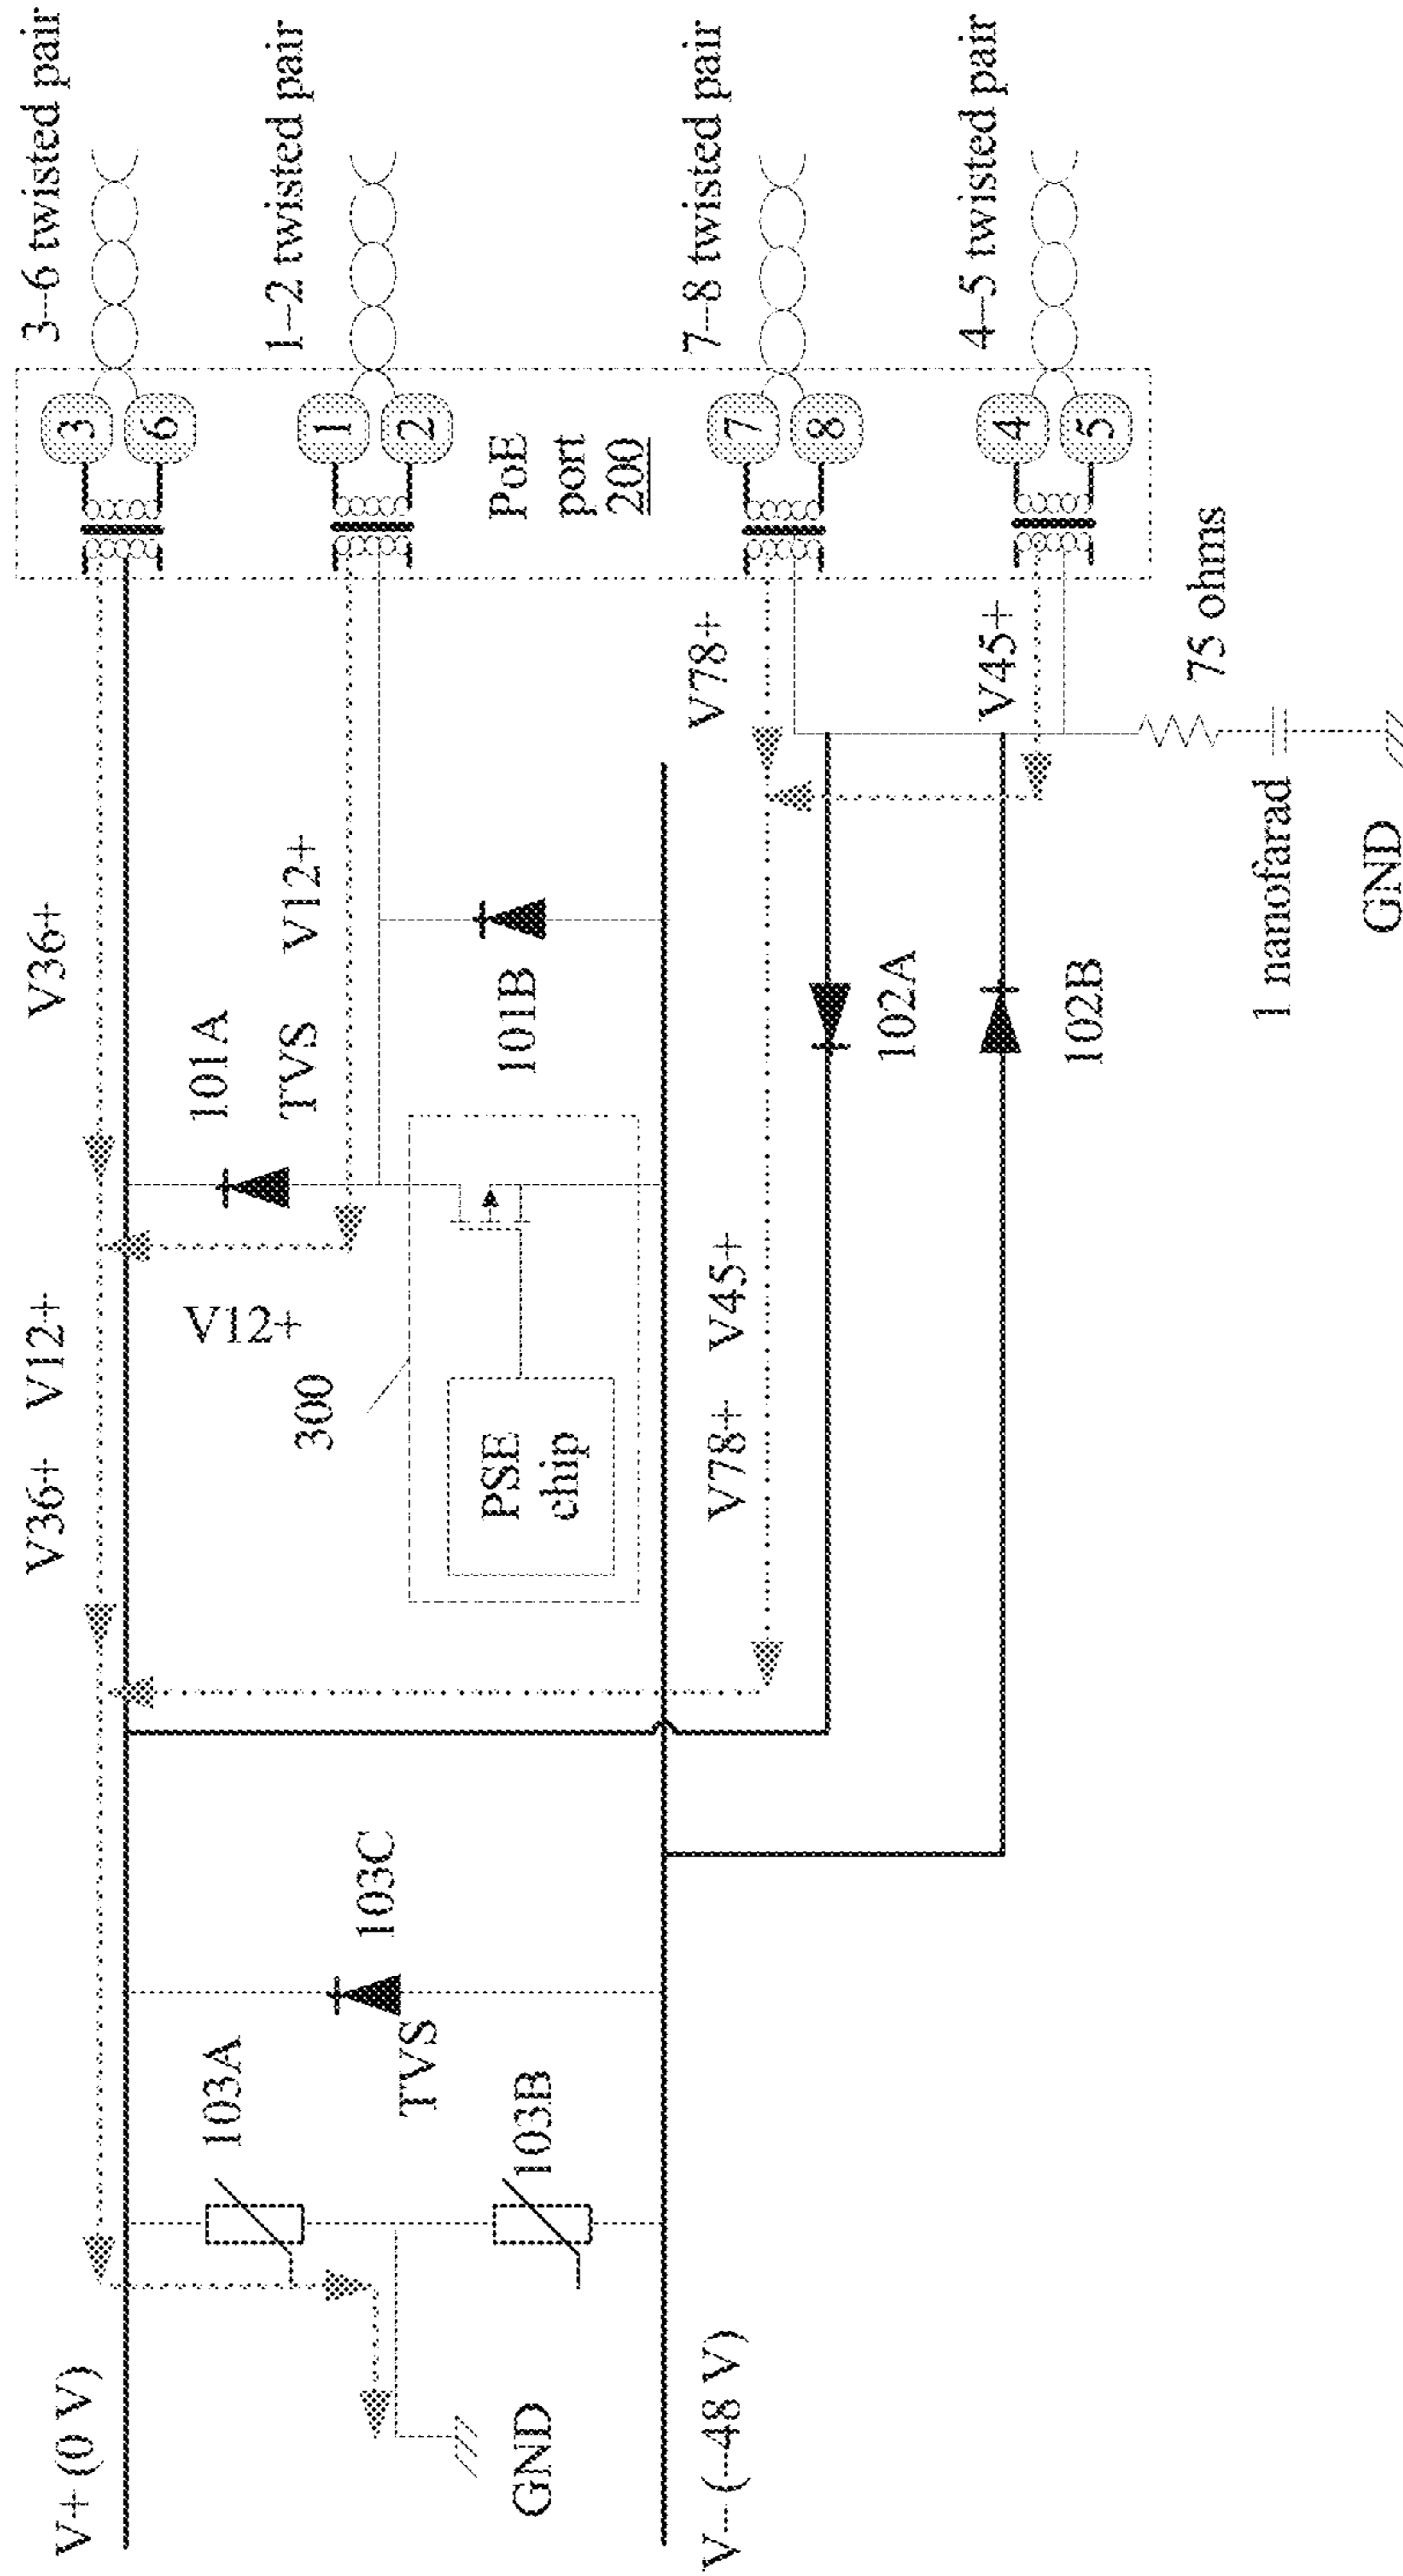 V+ (0 V)
V36+ V12+
V36+
3--6 twisted pair
3
6
103A
V12+
101A
TVS
V12+
1--2 twisted pair
1
2
GND
TVS
103C
300
103B
PSE
chip
101B
PoE
port
200
V--- (--48 V)
V78+ V45+
V78+
7--8 twisted pair
7
8
102A
102B
V45+
4--5 twisted pair
4
5
75 ohms
1 nanofarad
GND